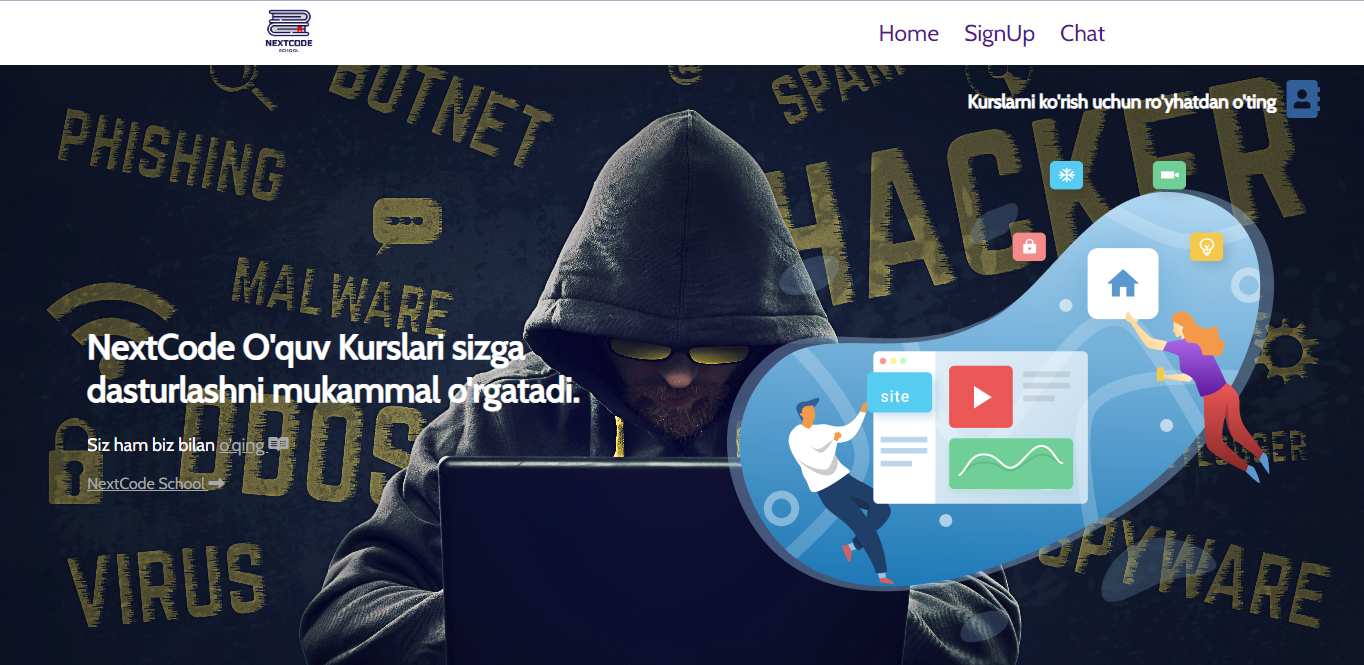 NEXTCODE
SCHOOL
Home SignUp Chat
BOTNET
SPAM
Kurslarni ko'rish uchun ro'yhatdan o'ting
PHISHING
HACKER
MALWARE
NextCode O'quv Kurslari sizga
dasturlashni mukammal o'rgatadi.
site
DDOS
Siz ham biz bilan o'qing
NextCode School
VIRUS
SPYWARE